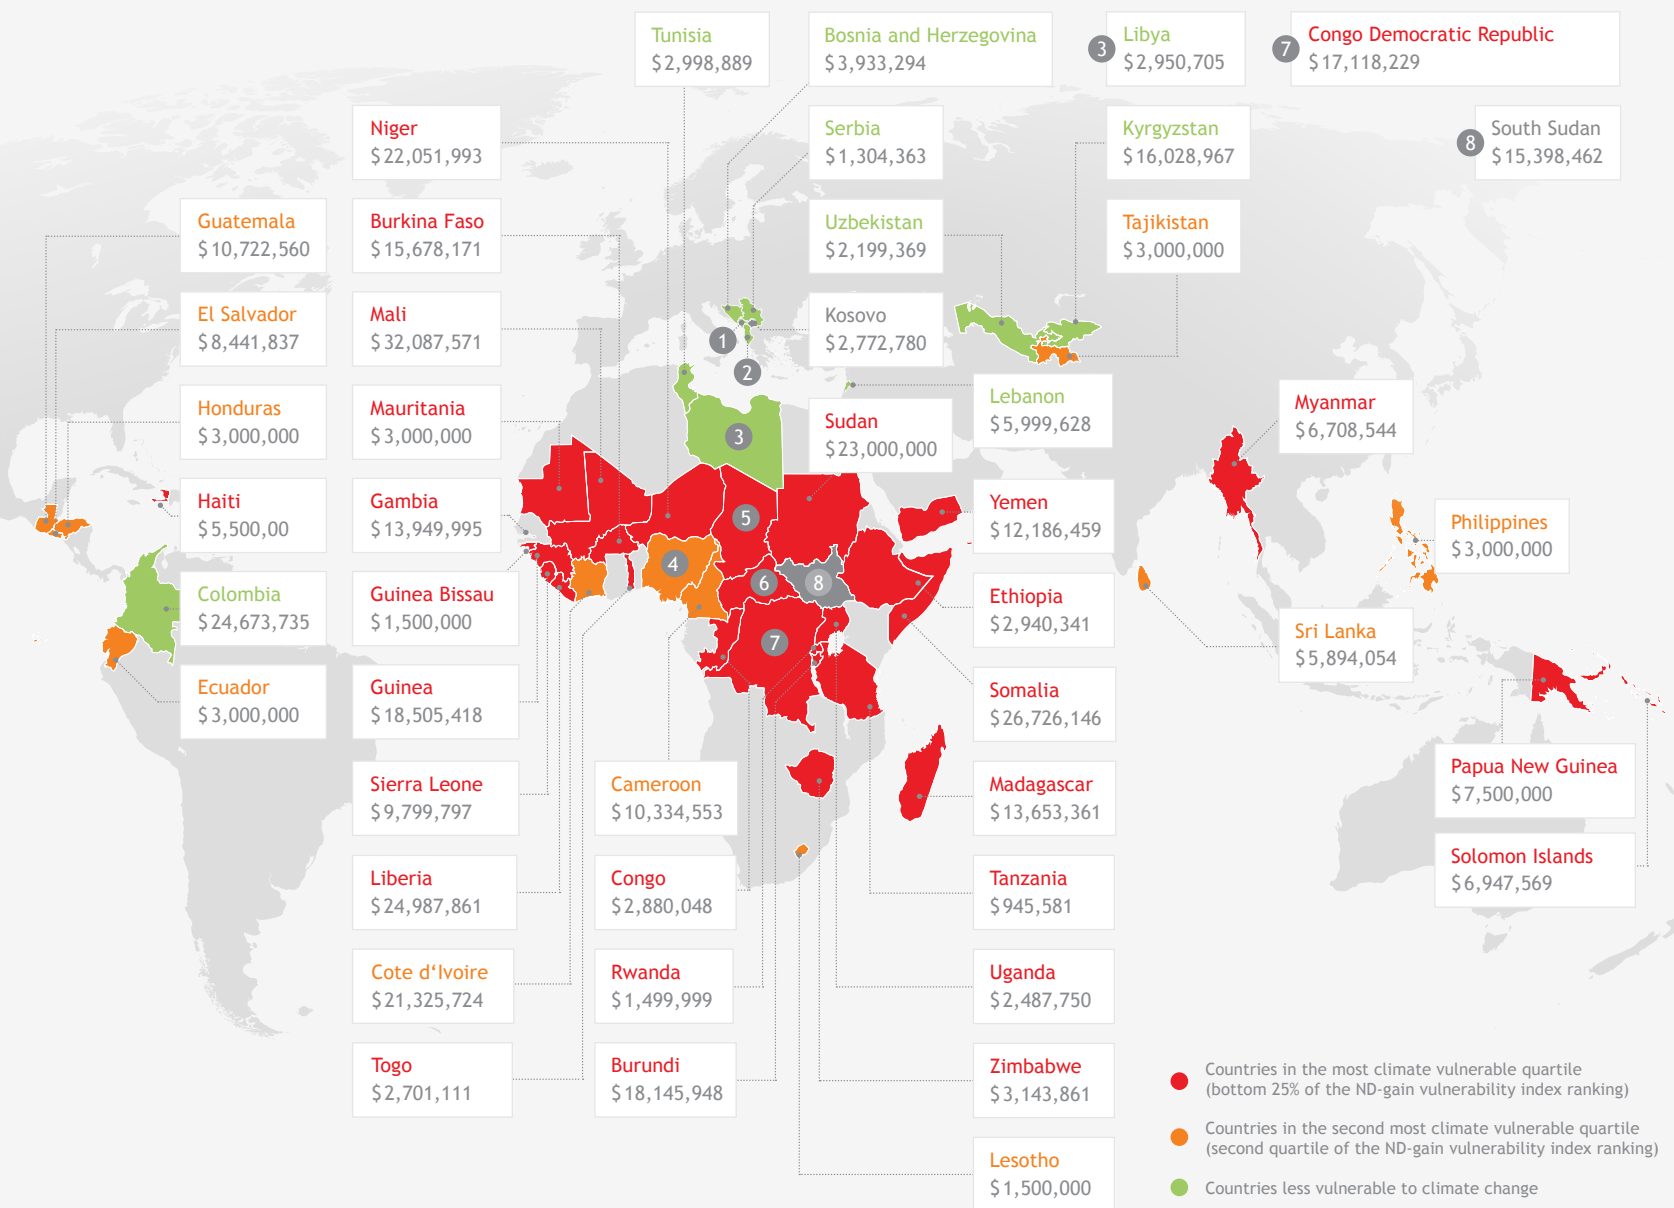 Tunisia
$2,998,889
Bosnia and Herzegovina
$3,933,294
3
Libya
$2,950,705
7
Congo Democratic Republic
$17,118,229
Niger
$22,051,993
Serbia
$1,304,363
Kyrgyzstan
$16,028,967
8
South Sudan
$15,398,462
Guatemala
$10,722,560
Burkina Faso
$15,678,171
Uzbekistan
$2,199,369
Tajikistan
$3,000,000
El Salvador
$8,441,837
Mali
$32,087,571
Kosovo
$2,772,780
1
2
Honduras
$3,000,000
Mauritania
$3,000,000
3
Sudan
$23,000,000
Lebanon
$5,999,628
Myanmar
$6,708,544
Haiti
$5,500,00
Gambia
$13,949,995
5
Yemen
$12,186,459
Philippines
$3,000,000
4
6
8
Colombia
$24,673,735
Guinea Bissau
$1,500,000
Ethiopia
$2,940,341
7
Sri Lanka
$5,894,054
Ecuador
$3,000,000
Guinea
$18,505,418
Somalia
$26,726,146
Sierra Leone
$9,799,797
Cameroon
$10,334,553
Madagascar
$13,653,361
Papua New Guinea
$7,500,000
Liberia
$24,987,861
Congo
$2,880,048
Tanzania
$945,581
Solomon Islands
$6,947,569
Cote d‘Ivoire
$21,325,724
Rwanda
$1,499,999
Uganda
$2,487,750
Togo
$2,701,111
Burundi
$18,145,948
Zimbabwe
$3,143,861
Lesotho
$1,500,000
Countries in the most climate vulnerable quartile
(bottom 25% of the ND-gain vulnerability index ranking)
Countries in the second most climate vulnerable quartile
(second quartile of the ND-gain vulnerability index ranking)
Countries less vulnerable to climate change